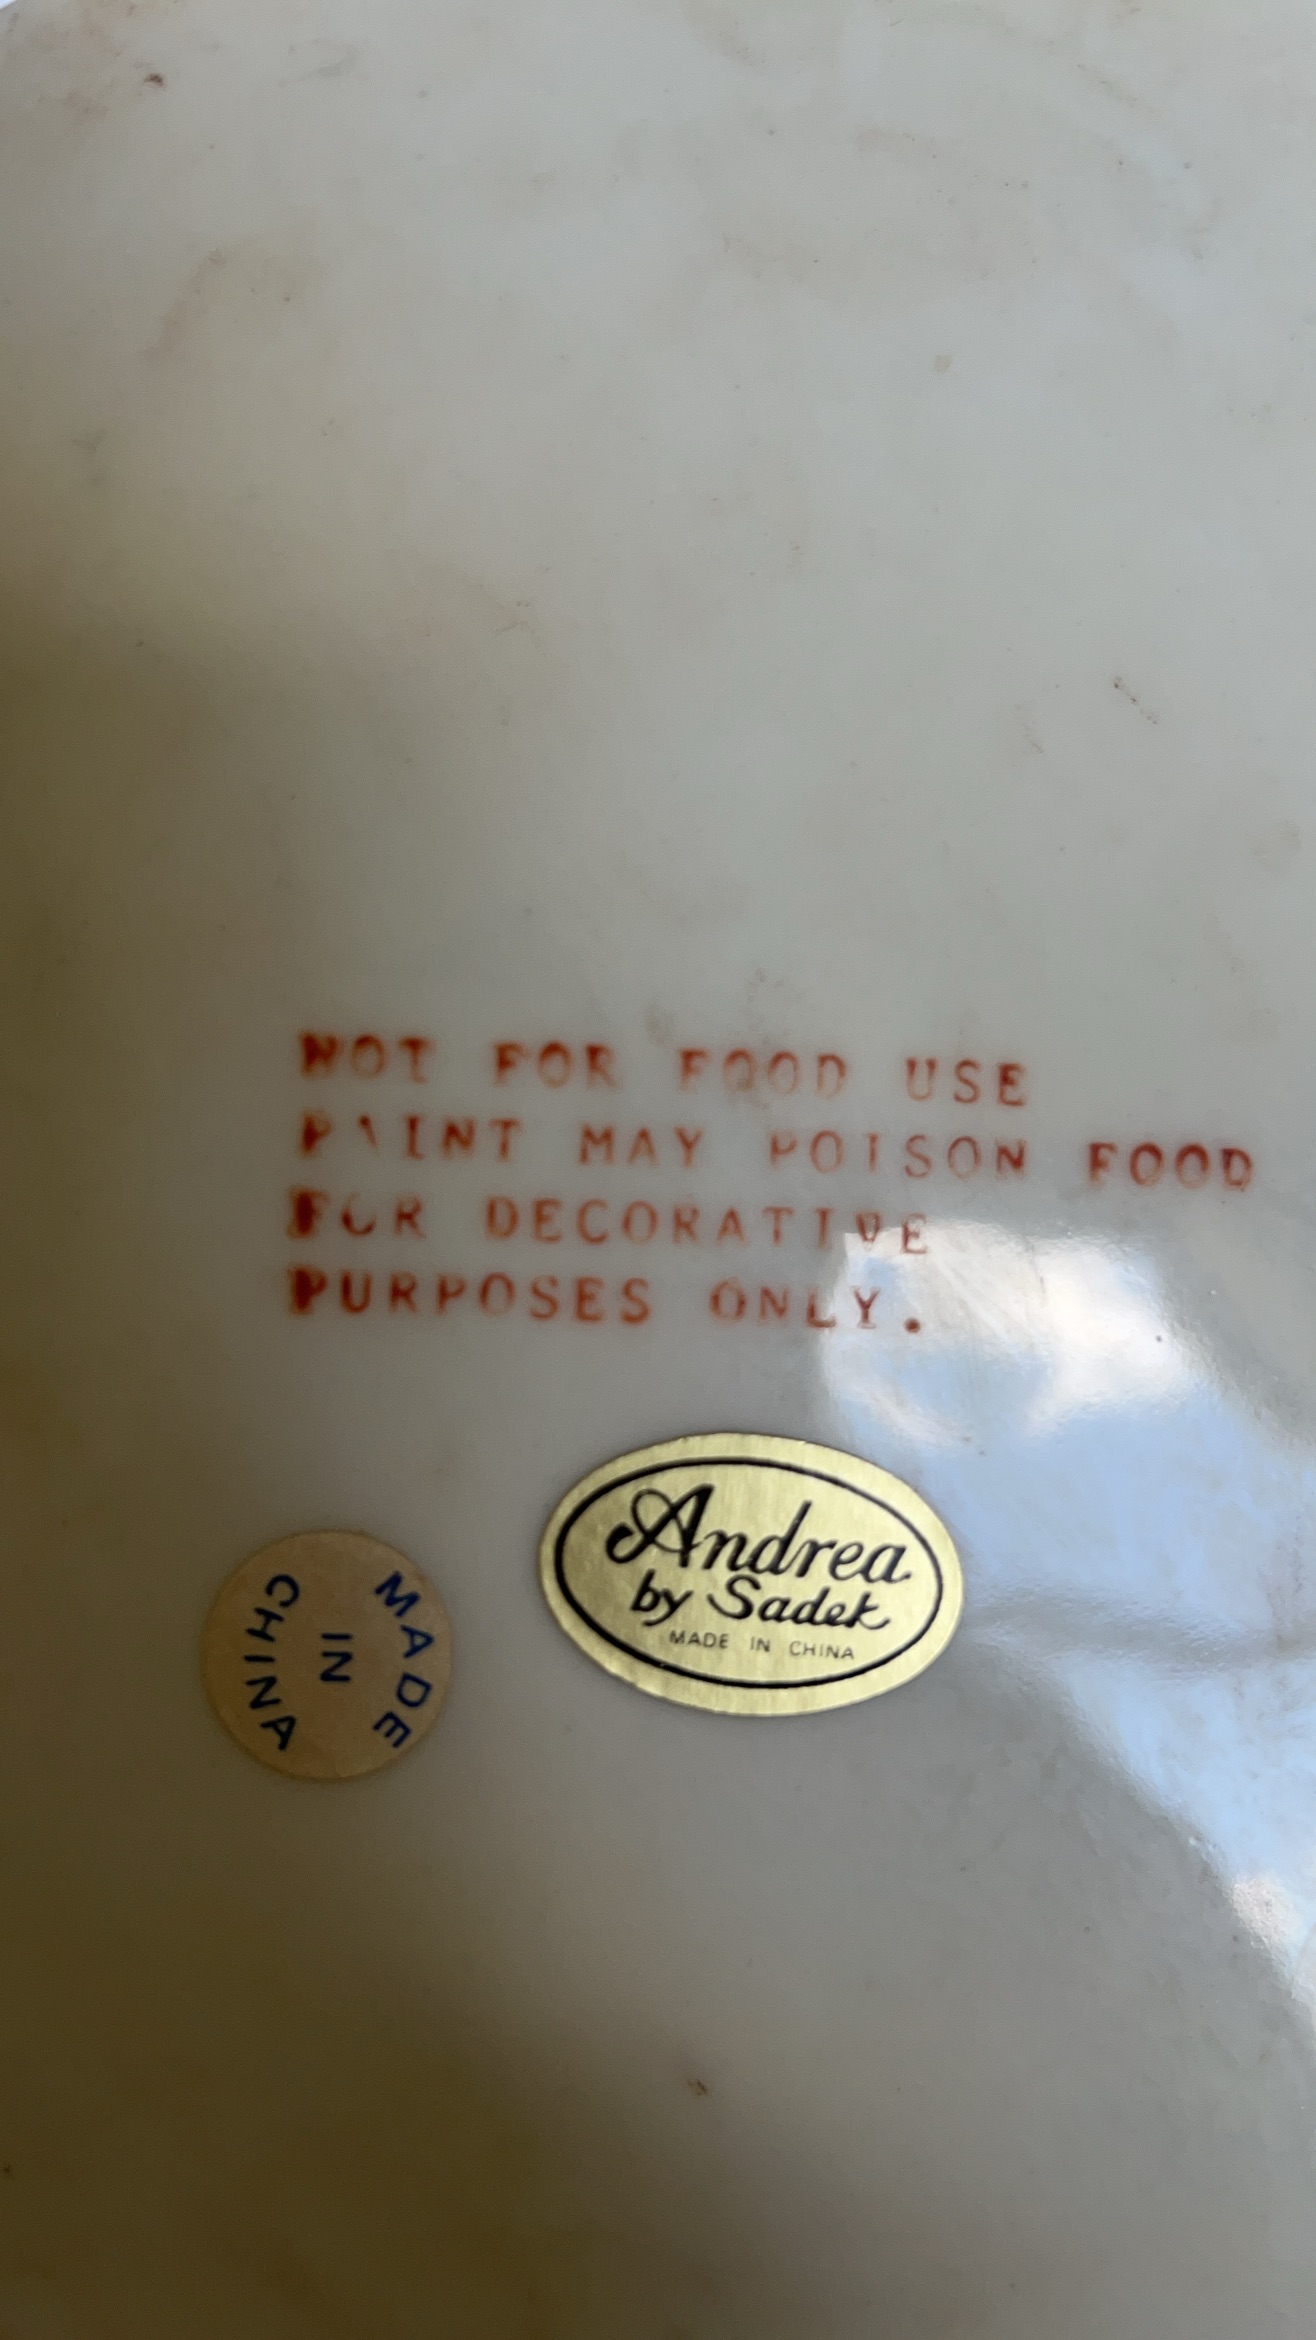 NOT FOR FOOD USE
PAINT MAY POISON FOOD
FOR DECORATIVE
PURPOSES ONLY.
Andrea
by Sadek
MADE IN CHINA
MADE
IN
CHINA